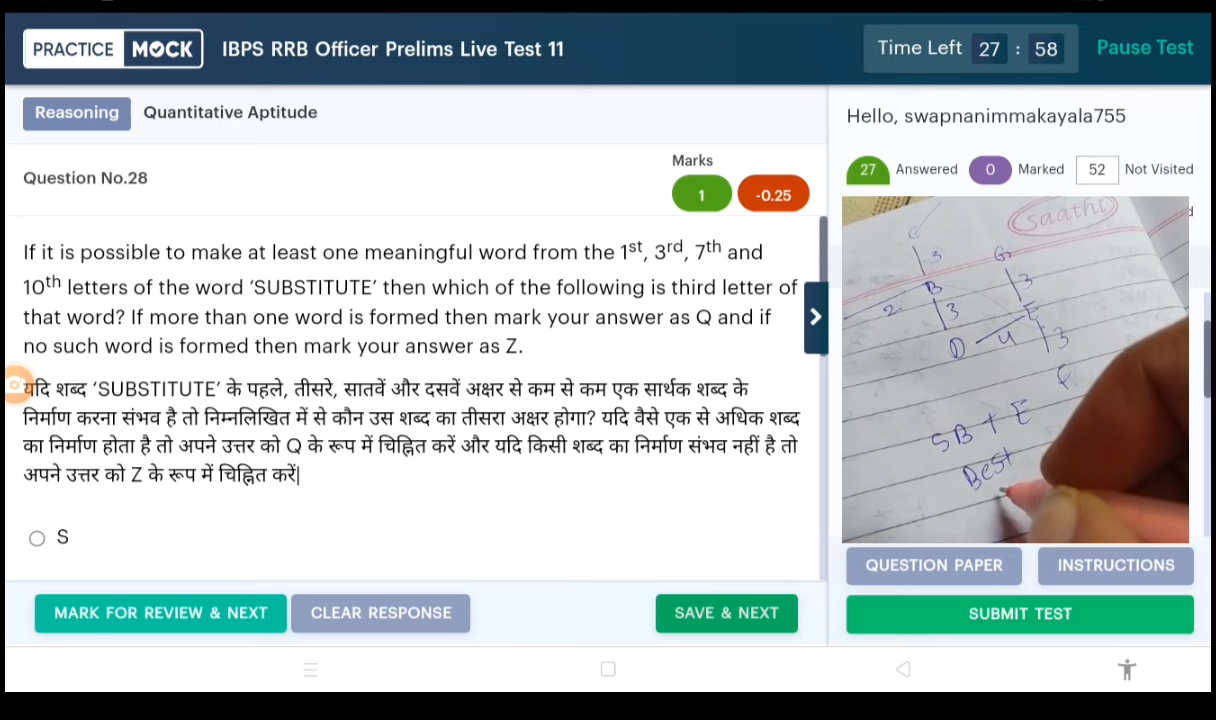 PRACTICE MOCK IBPS RRB Officer Prelims Live Test 11 Time Left 27 : 58 Pause Test
Reasoning Quantitative Aptitude
Hello, swapnanimmakayala755
Question No.28
Marks
1 -0.25
27 Answered 0 Marked 52 Not Visited
If it is possible to make at least one meaningful word from the 1st, 3rd, 7th and
10th letters of the word ‘SUBSTITUTE’ then which of the following is third letter of
that word? If more than one word is formed then mark your answer as Q and if
no such word is formed then mark your answer as Z.
यदि शब्द ‘SUBSTITUTE’ के पहले, तीसरे, सातवें और दसवें अक्षर से कम से कम एक सार्थक शब्द के
निर्माण करना संभव है तो निम्नलिखित में से कौन उस शब्द का तीसरा अक्षर होगा? यदि वैसे एक से अधिक शब्द
का निर्माण होता है तो अपने उत्तर को Q के रूप में चिह्नित करें और यदि किसी शब्द का निर्माण संभव नहीं है तो
अपने उत्तर को Z के रूप में चिह्नित करें|
S
saathi
C
3 G
B 3
2 3 E
D 4 3
F
S B T E
Best
QUESTION PAPER INSTRUCTIONS
MARK FOR REVIEW & NEXT CLEAR RESPONSE SAVE & NEXT SUBMIT TEST